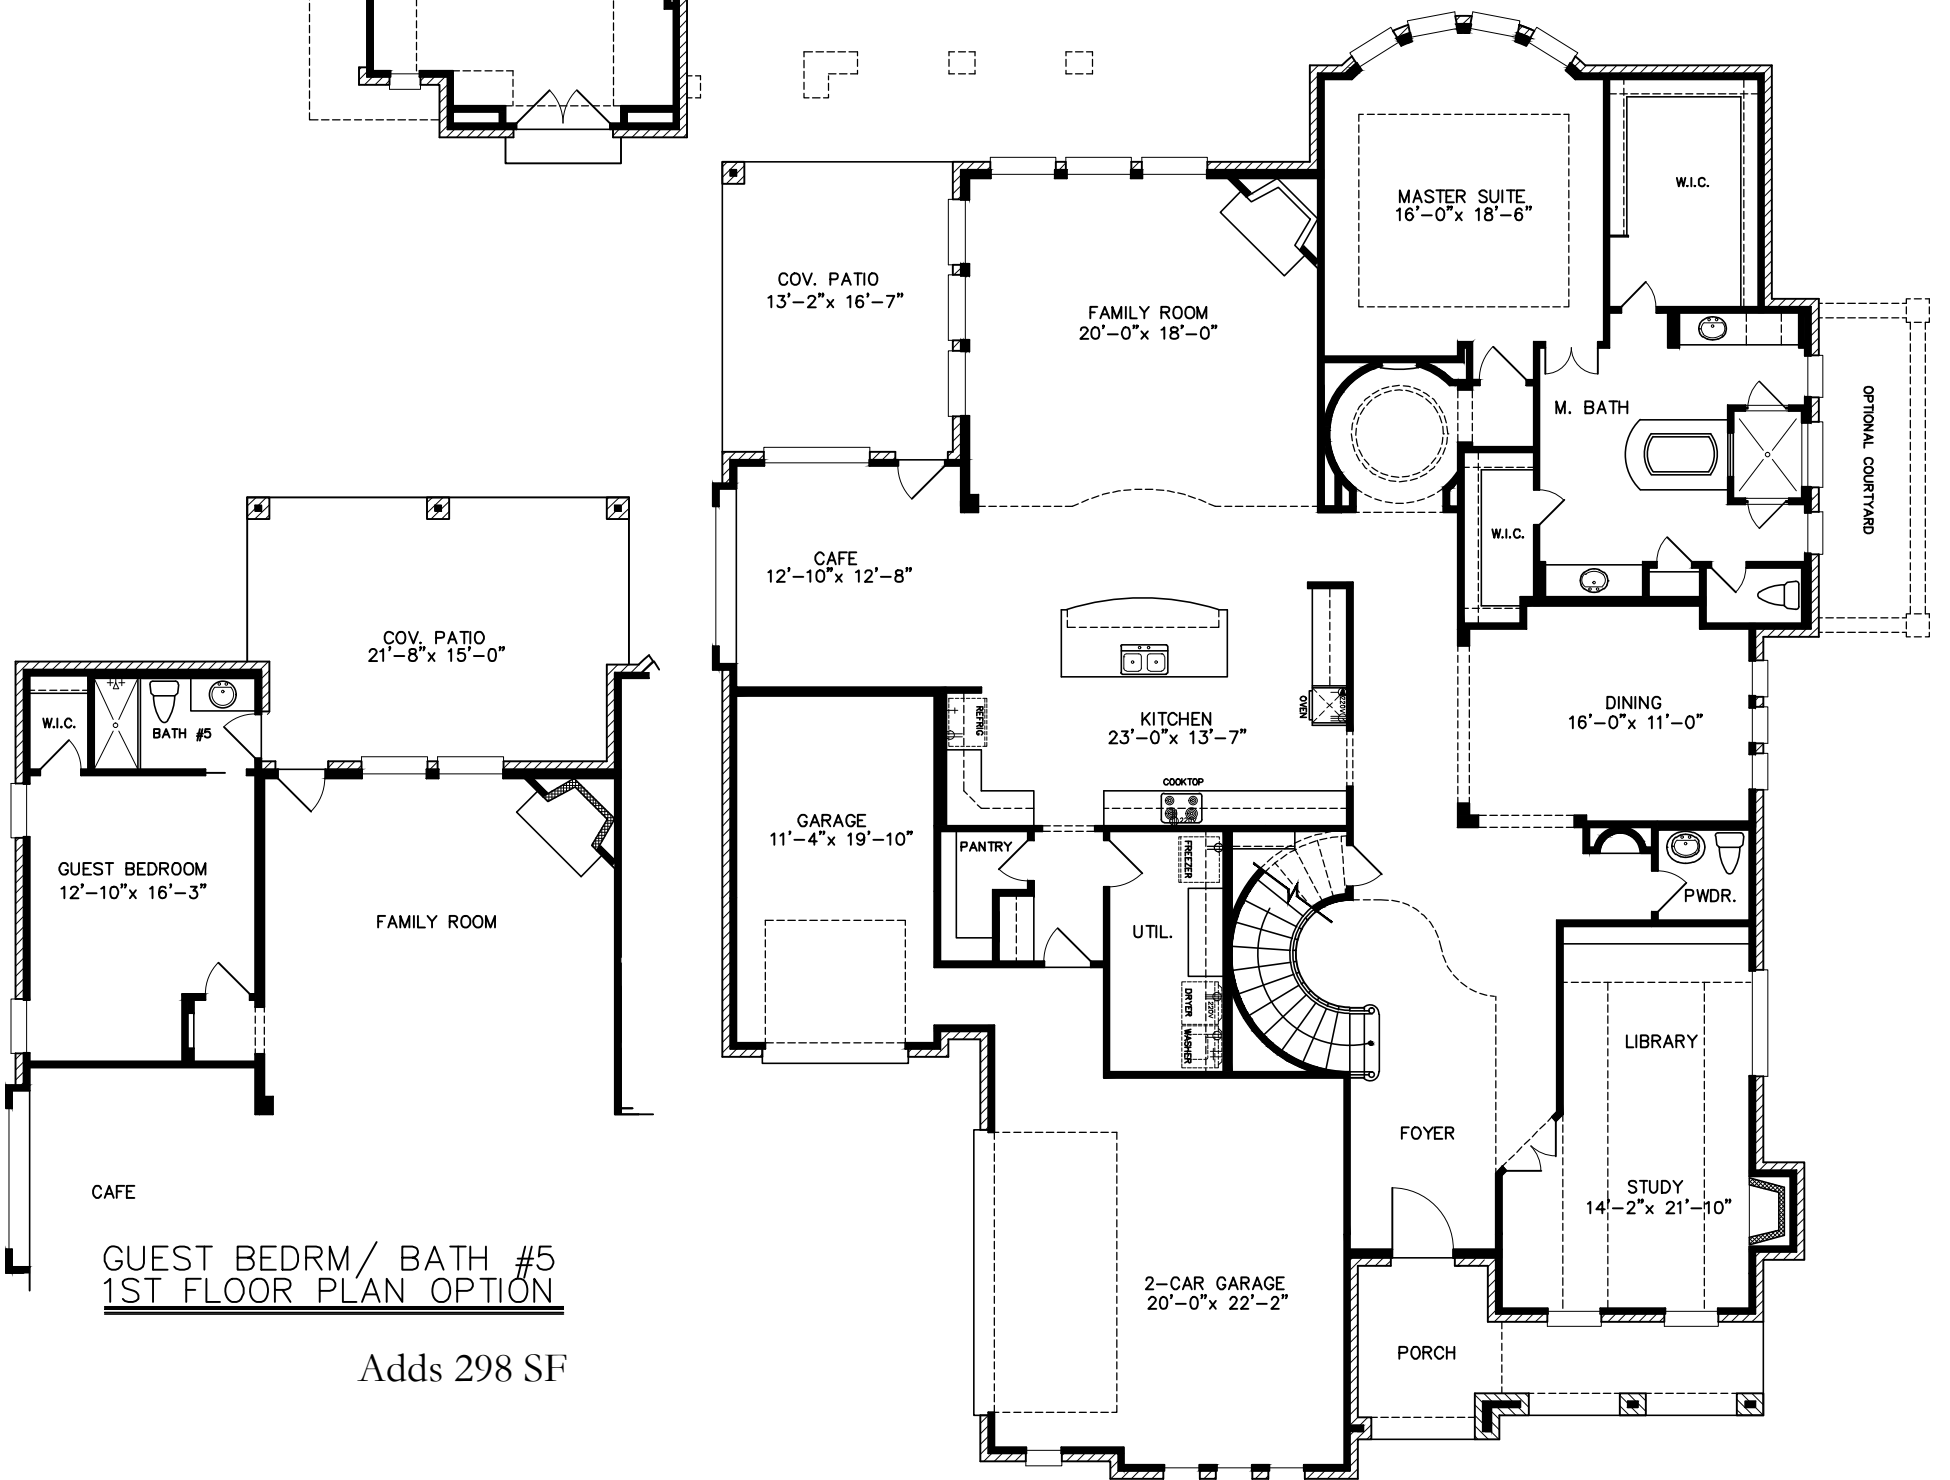 MASTER SUITE
16'-0"x 18'-6"
W.I.C.
COV. PATIO
13'-2"x 16'-7"
FAMILY ROOM
20'-0"x 18'-0"
M. BATH
OPTIONAL COURTYARD
W.I.C.
CAFE
12'-10"x 12'-8"
KITCHEN
23'-0"x 13'-7"
REFRIG
OVEN
220V
COOKTOP
220V
DINING
16'-0"x 11'-0"
GARAGE
11'-4"x 19'-10"
PANTRY
FREEZER
UTIL.
DRYER
220V
WASHER
PWDR.
LIBRARY
FOYER
STUDY
14'-2"x 21'-10"
2-CAR GARAGE
20'-0"x 22'-2"
PORCH
COV. PATIO
21'-8"x 15'-0"
W.I.C.
BATH #5
GUEST BEDROOM
12'-10"x 16'-3"
FAMILY ROOM
CAFE
GUEST BEDRM/ BATH #5
1ST FLOOR PLAN OPTION
Adds 298 SF